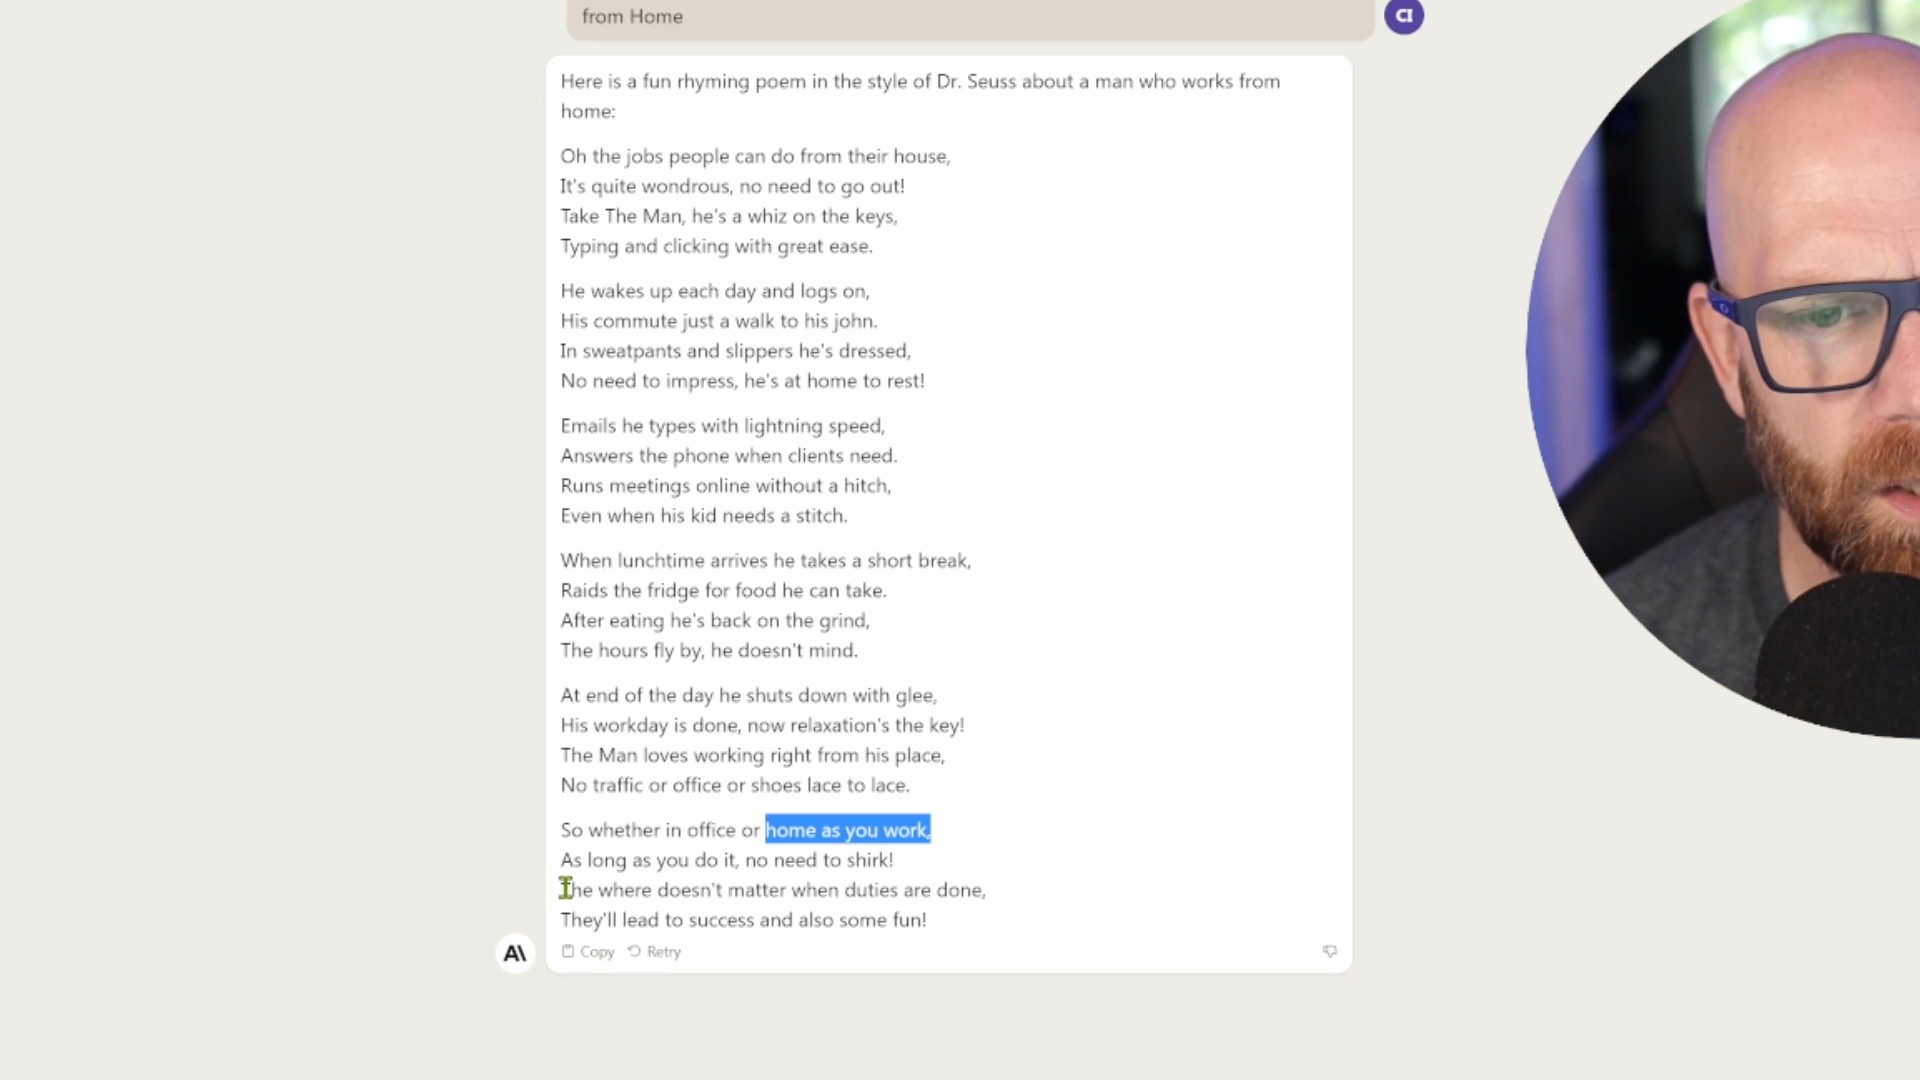 from Home
CI
Here is a fun rhyming poem in the style of Dr. Seuss about a man who works from
home:
Oh the jobs people can do from their house,
It's quite wondrous, no need to go out!
Take The Man, he's a whiz on the keys,
Typing and clicking with great ease.
He wakes up each day and logs on,
His commute just a walk to his john.
In sweatpants and slippers he's dressed,
No need to impress, he's at home to rest!
Emails he types with lightning speed,
Answers the phone when clients need.
Runs meetings online without a hitch,
Even when his kid needs a stitch.
When lunchtime arrives he takes a short break,
Raids the fridge for food he can take.
After eating he's back on the grind,
The hours fly by, he doesn't mind.
At end of the day he shuts down with glee,
His workday is done, now relaxation's the key!
The Man loves working right from his place,
No traffic or office or shoes lace to lace.
So whether in office or home as you work,
As long as you do it, no need to shirk!
The where doesn't matter when duties are done,
They'll lead to success and also some fun!
A\
Copy Retry